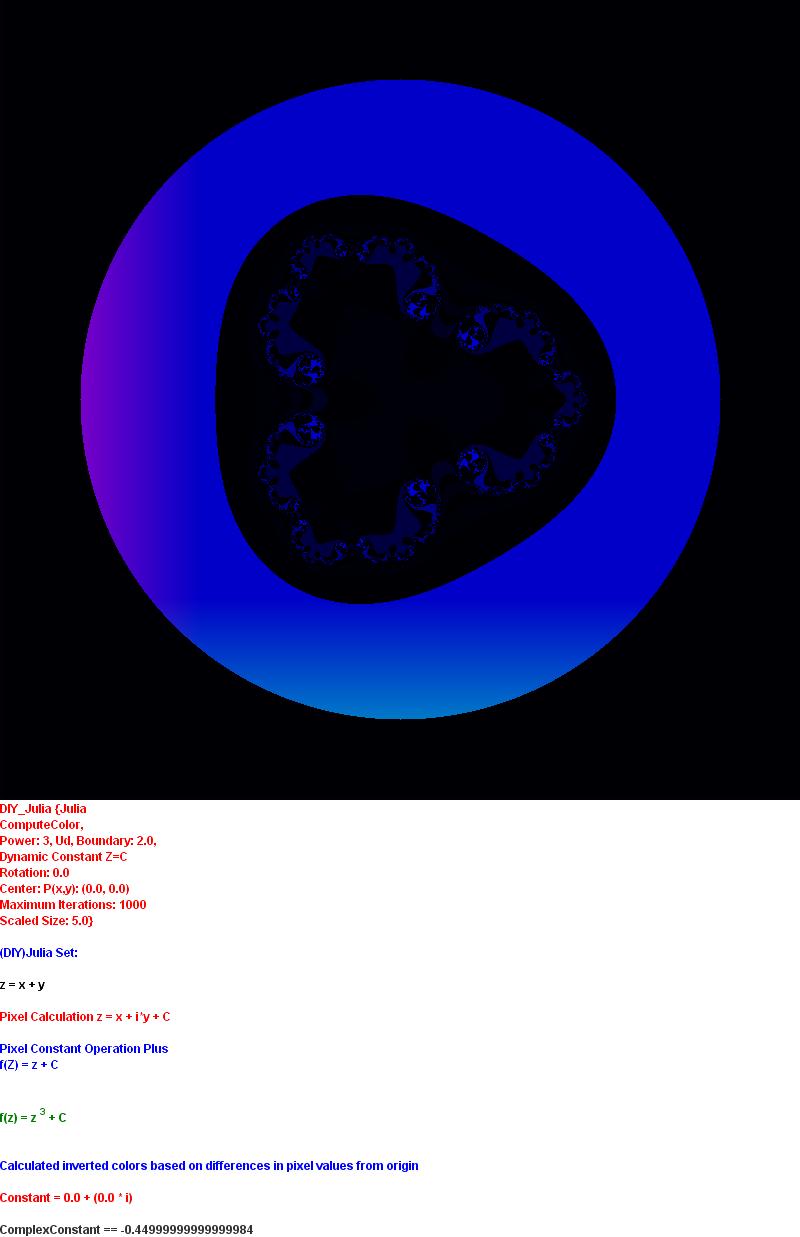 DIY_Julia {Julia
ComputeColor,
Power: 3, Ud, Boundary: 2.0,
Dynamic Constant Z=C
Rotation: 0.0
Center: P(x,y): (0.0, 0.0)
Maximum Iterations: 1000
Scaled Size: 5.0}
(DIY)Julia Set:
z = x + y
Pixel Calculation z = x + i*y + C
Pixel Constant Operation Plus
f(Z) = z + C
f(z) = z ³ + C
Calculated inverted colors based on differences in pixel values from origin
Constant = 0.0 + (0.0 * i)
ComplexConstant == -0.44999999999999984